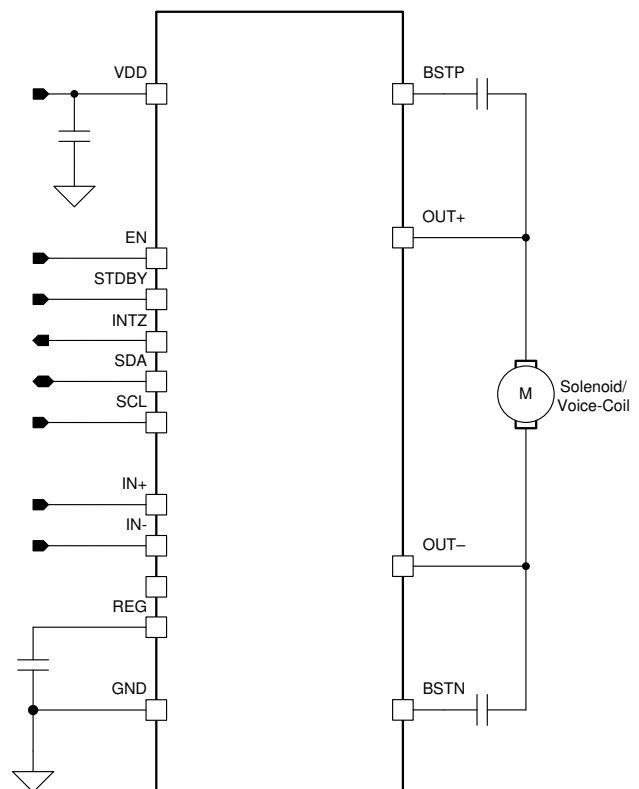 VDD
BSTP
OUT+
EN
STDBY
INTZ
SDA
SCL
M
Solenoid/
Voice-Coil
IN+
IN-
OUT–
REG
GND
BSTN